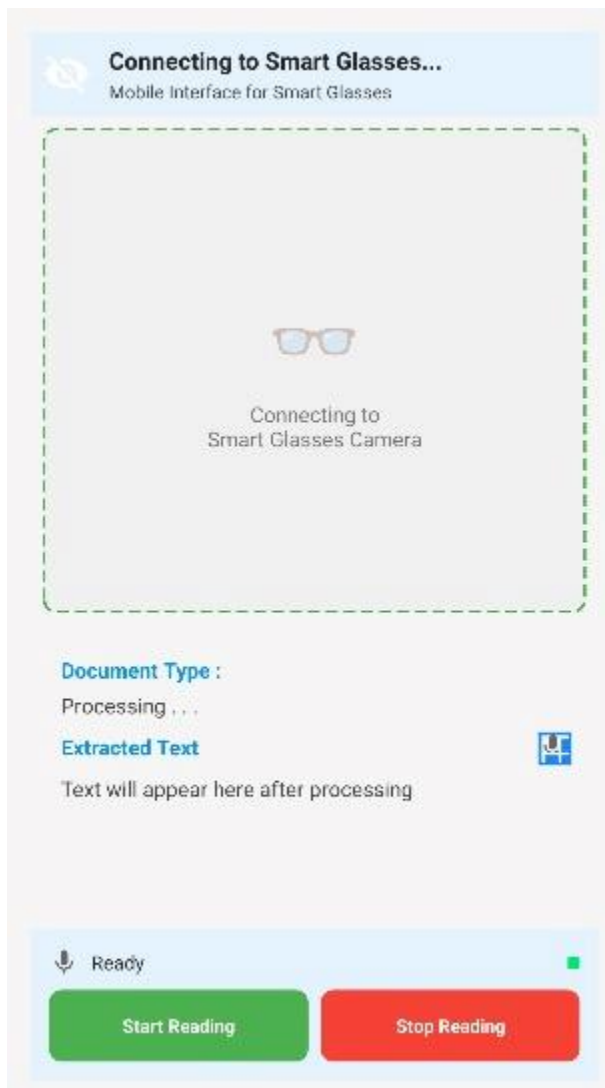 Connecting to Smart Glasses...
Mobile Interface for Smart Glasses
Connecting to
Smart Glasses Camera
Document Type :
Processing . . .
Extracted Text
Text will appear here after processing
Ready
Start Reading
Stop Reading